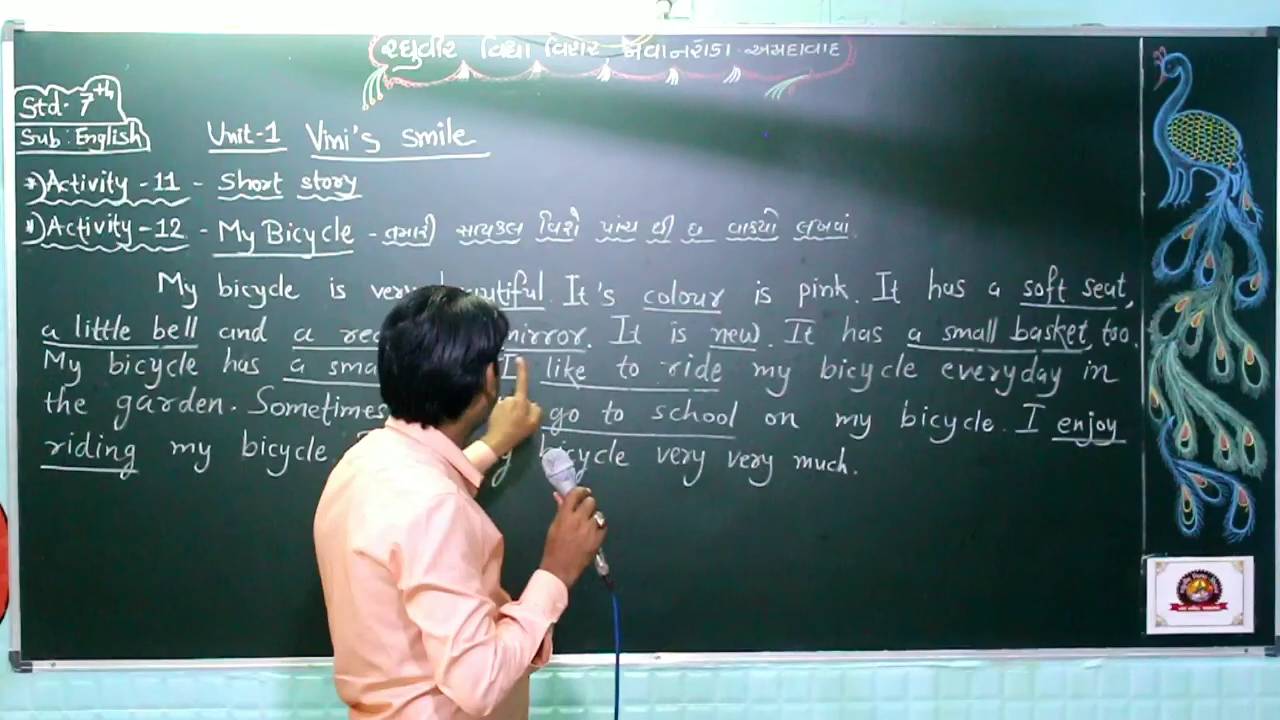 રઘુવીર વિદ્યા વિહાર નવાનરોડા - અમદાવાદ
Std. 7th
Sub: English
Unit-1 Vini's smile
*) Activity - 11 - Short story
*) Activity - 12 - My Bicycle - તમારી સાયકલ વિશે પાંચ છ વાક્યો લખવાં.
My bicycle is very beautiful. It's colour is pink. It has a soft seat,
a little bell and a mirror. It is new. It has a small basket, too.
My bicycle has a I like to ride my bicycle everyday in
the garden. Sometimes go to school on my bicycle. I enjoy
riding my bicycle. bicycle very very much.